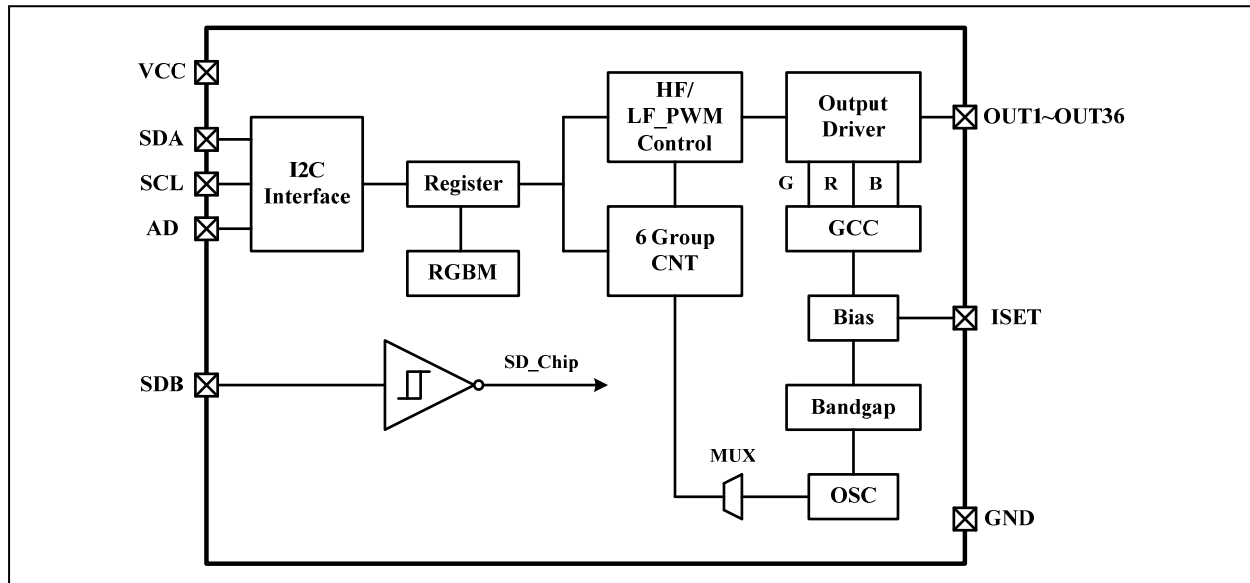 VCC
SDA
SCL
AD
I2C
Interface
Register
RGBM
HF/
LF_PWM
Control
6 Group
CNT
Output
Driver
OUT1~OUT36
G R B
GCC
Bias
ISET
Bandgap
SDB
SD_Chip
MUX
OSC
GND